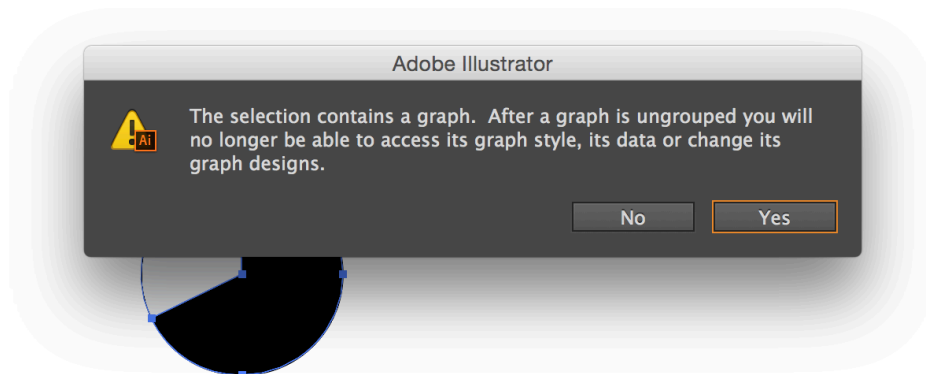 Adobe Illustrator
The selection contains a graph.  After a graph is ungrouped you will
no longer be able to access its graph style, its data or change its
graph designs.
Ai
No
Yes